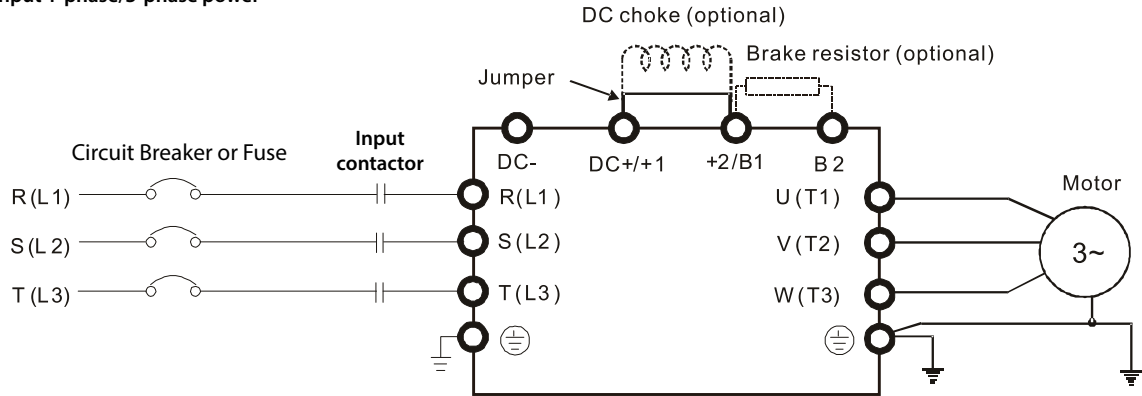 Input 1-phase/3-phase power
DC choke (optional)
Brake resistor (optional)
Jumper
Circuit Breaker or Fuse
Input
contactor
DC-
DC+/+1
+2/B1
B2
R(L1)
R(L1)
U(T1)
Motor
S(L2)
S(L2)
V(T2)
3~
T(L3)
T(L3)
W(T3)